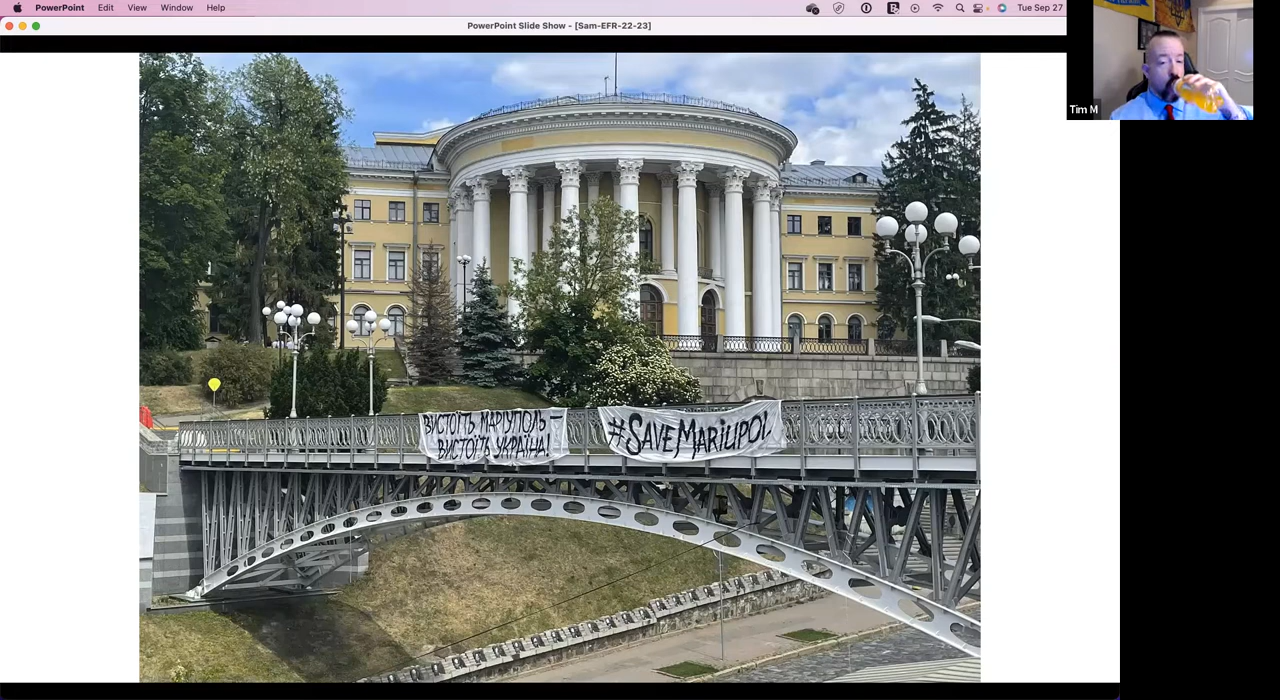 PowerPoint File Edit View Window Help
Tue Sep 27
PowerPoint Slide Show - [Sam-EFR-22-23]
Tim M
ВИСТОЇТЬ МАРІУПОЛЬ –
ВИСТОЇТЬ УКРАЇНА!
#SAVEMARIUPOL